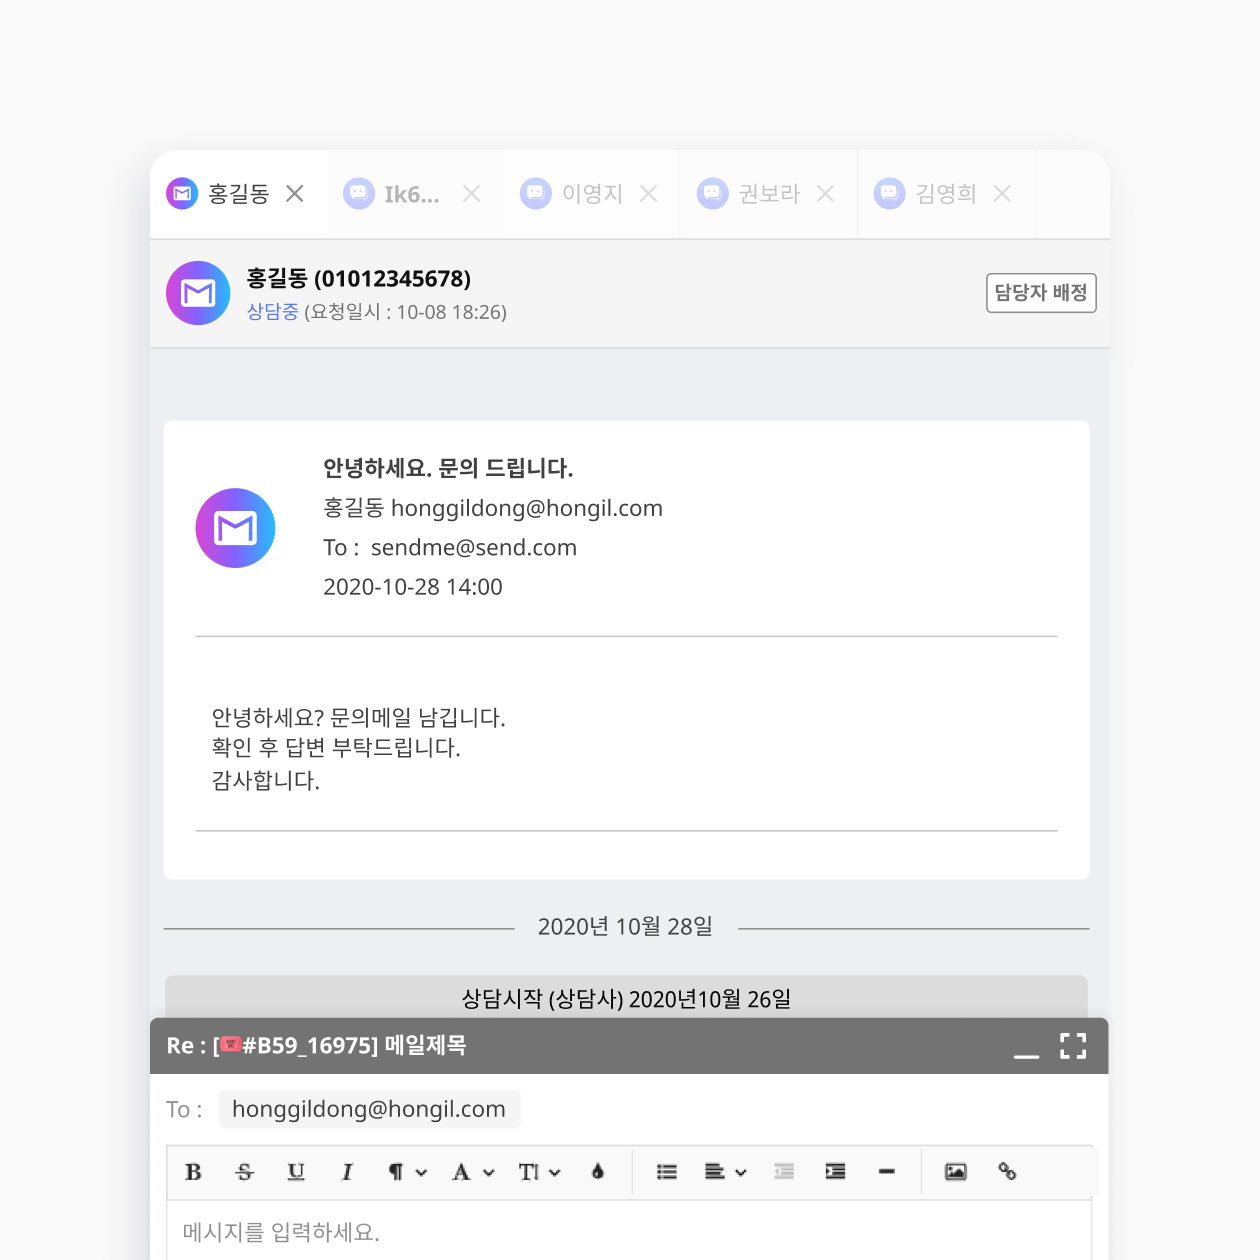 홍길동
Ik6...
이영지
권보라
김영희
홍길동 (01012345678)
상담중 (요청일시 : 10-08 18:26)
담당자 배정
안녕하세요. 문의 드립니다.
홍길동 honggildong@hongil.com
To : sendme@send.com
2020-10-28 14:00
안녕하세요? 문의메일 남깁니다.
확인 후 답변 부탁드립니다.
감사합니다.
2020년 10월 28일
상담시작 (상담사) 2020년10월 26일
Re : [🎫#B59_16975] 메일제목
To : honggildong@hongil.com
B S U I ¶ A T
메시지를 입력하세요.